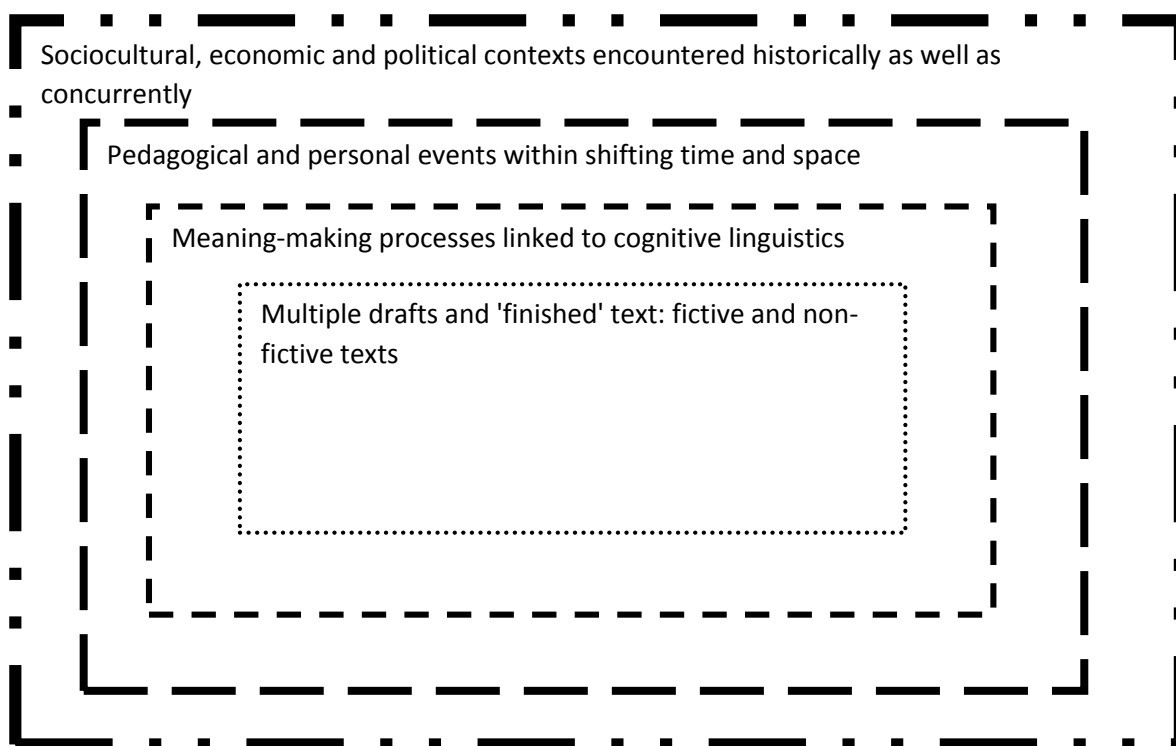 Sociocultural, economic and political contexts encountered historically as well as
concurrently
Pedagogical and personal events within shifting time and space
Meaning-making processes linked to cognitive linguistics
Multiple drafts and 'finished' text: fictive and non-
fictive texts